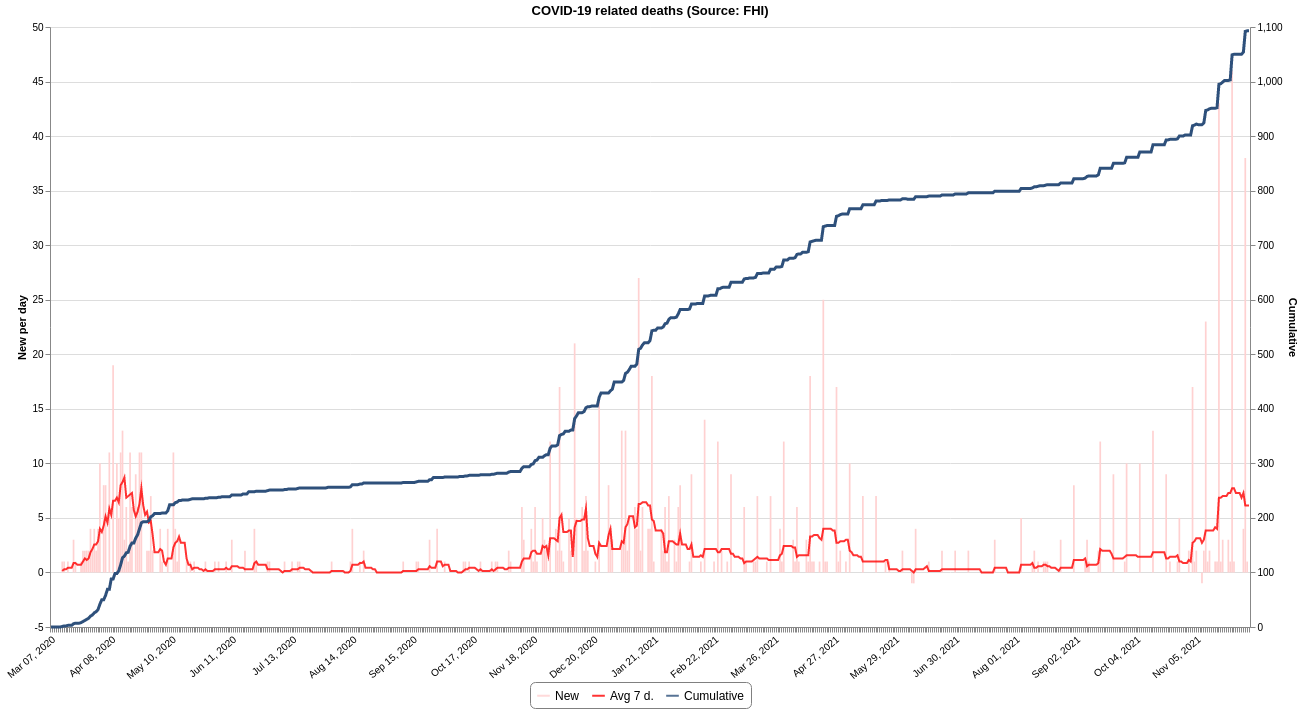 COVID-19 related deaths (Source: FHI)
50
45
40
35
30
25
20
15
10
5
0
-5
New per day
1,100
1,000
900
800
700
600
500
400
300
200
100
0
Cumulative
Mar 07, 2020
Apr 08, 2020
May 10, 2020
Jun 11, 2020
Jul 13, 2020
Aug 14, 2020
Sep 15, 2020
Oct 17, 2020
Nov 18, 2020
Dec 20, 2020
Jan 21, 2021
Feb 22, 2021
Mar 26, 2021
Apr 27, 2021
May 29, 2021
Jun 30, 2021
Aug 01, 2021
Sep 02, 2021
Oct 04, 2021
Nov 05, 2021
New Avg 7 d. Cumulative